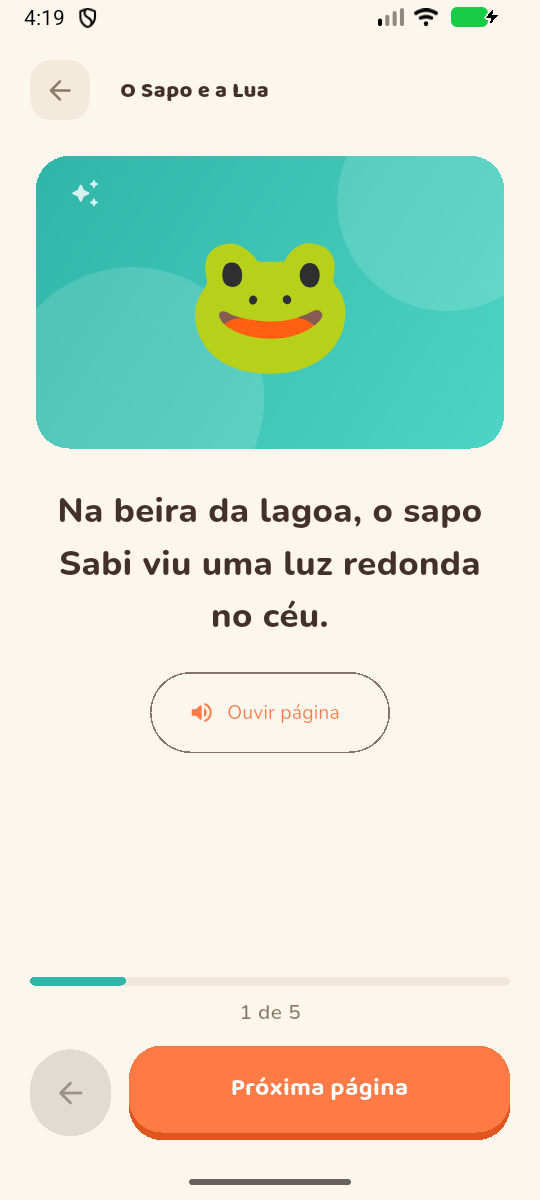 4:19
O Sapo e a Lua
Na beira da lagoa, o sapo
Sabi viu uma luz redonda
no céu.
Ouvir página
1 de 5
Próxima página